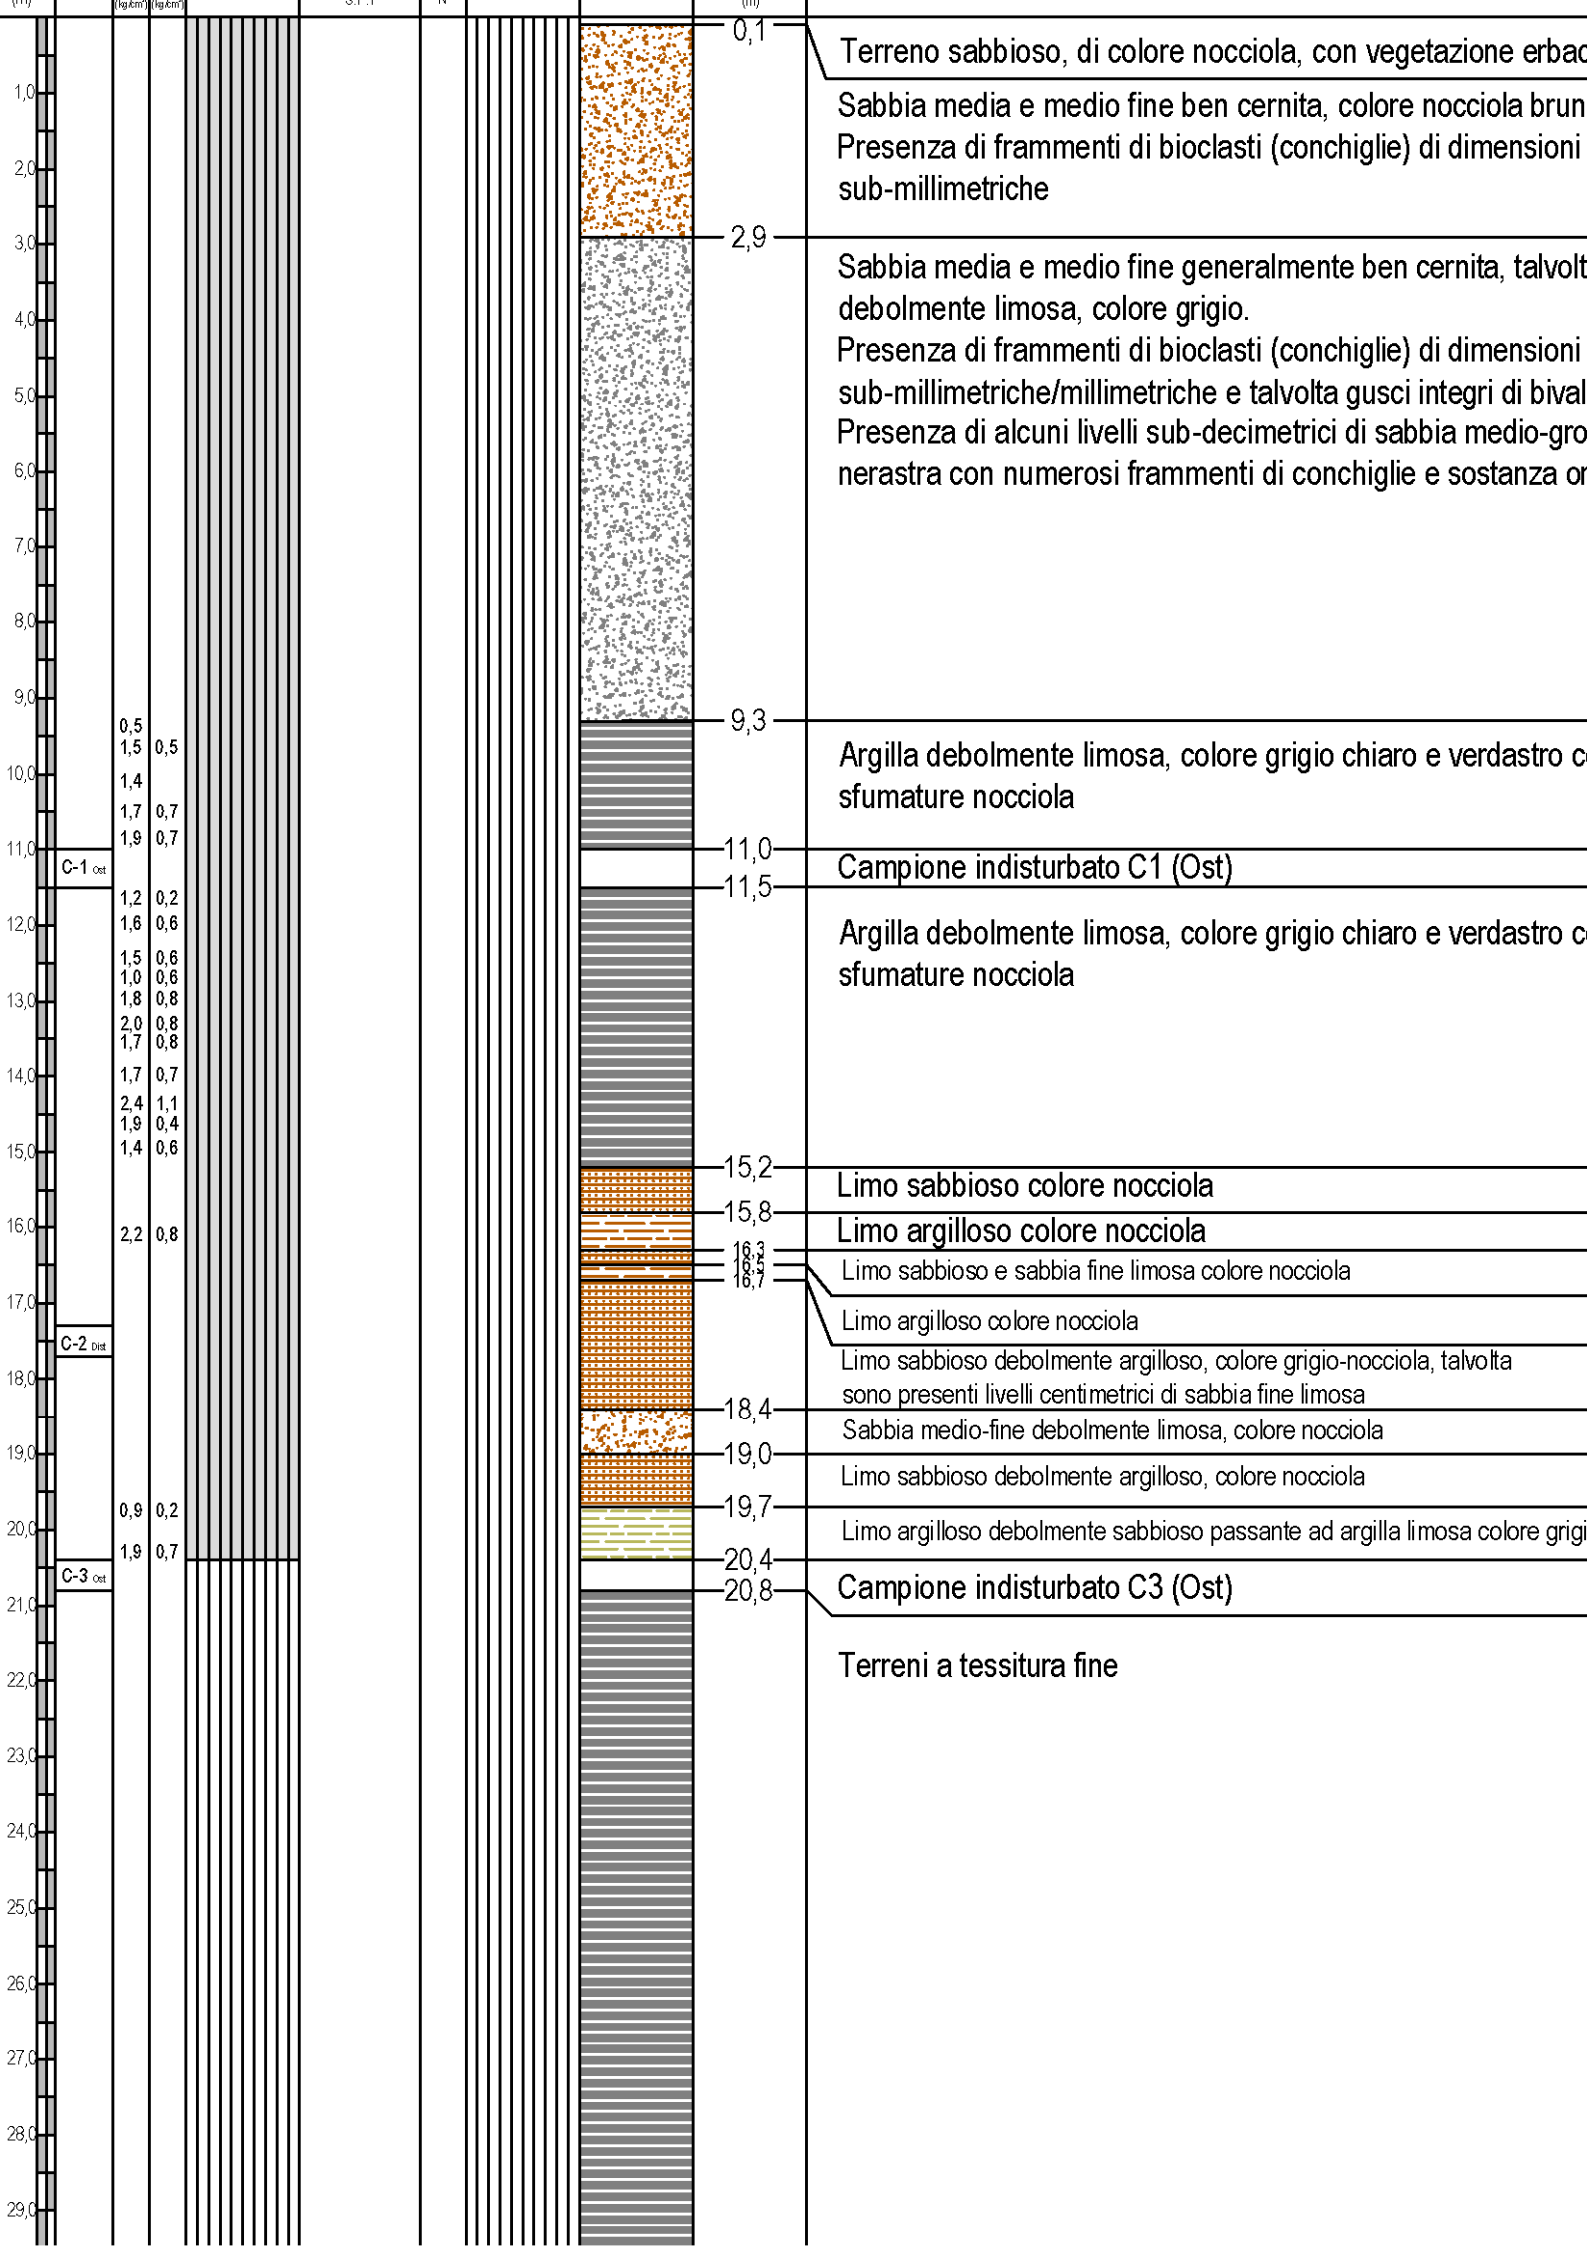 (m)
(kg/cm²) (kg/cm²)
S.P.T
N
(m)
0,1
Terreno sabbioso, di colore nocciola, con vegetazione erbac
1,0
Sabbia media e medio fine ben cernita, colore nocciola brun
Presenza di frammenti di bioclasti (conchiglie) di dimensioni
2,0
sub-millimetriche
2,9
3,0
Sabbia media e medio fine generalmente ben cernita, talvolt
debolmente limosa, colore grigio.
4,0
Presenza di frammenti di bioclasti (conchiglie) di dimensioni
sub-millimetriche/millimetriche e talvolta gusci integri di bival
5,0
Presenza di alcuni livelli sub-decimetrici di sabbia medio-gro
6,0
nerastra con numerosi frammenti di conchiglie e sostanza or
7,0
8,0
9,0
9,3
0,5
1,5 0,5
Argilla debolmente limosa, colore grigio chiaro e verdastro c
10,0
1,4
sfumature nocciola
1,7 0,7
1,9 0,7
11,0
11,0
C-1 Ost
Campione indisturbato C1 (Ost)
11,5
1,2 0,2
12,0
1,6 0,6
Argilla debolmente limosa, colore grigio chiaro e verdastro c
1,5 0,6
sfumature nocciola
1,0 0,6
13,0
1,8 0,8
2,0 0,8
1,7 0,8
14,0
1,7 0,7
2,4 1,1
1,9 0,4
15,0
1,4 0,6
15,2
Limo sabbioso colore nocciola
15,8
16,0
2,2 0,8
Limo argilloso colore nocciola
16,3
16,5
Limo sabbioso e sabbia fine limosa colore nocciola
16,7
17,0
Limo argilloso colore nocciola
C-2 Dist
Limo sabbioso debolmente argilloso, colore grigio-nocciola, talvolta
18,0
sono presenti livelli centimetrici di sabbia fine limosa
18,4
Sabbia medio-fine debolmente limosa, colore nocciola
19,0
19,0
Limo sabbioso debolmente argilloso, colore nocciola
19,7
0,9 0,2
20,0
Limo argilloso debolmente sabbioso passante ad argilla limosa colore grigi
1,9 0,7
20,4
C-3 Ost
Campione indisturbato C3 (Ost)
20,8
21,0
Terreni a tessitura fine
22,0
23,0
24,0
25,0
26,0
27,0
28,0
29,0